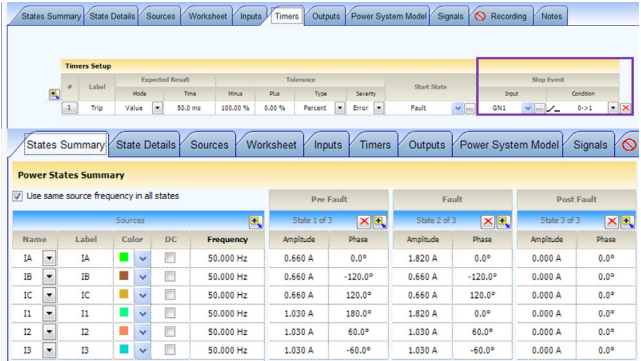 States Summary State Details Sources Worksheet Inputs Timers Outputs Power System Model Signals Recording Notes
Timers Setup
# Label Expected Result Tolerance Start State Stop Event
Mode Time Minus Plus Type Severity Input Condition
1 Trip Value 50.0 ms 100.00 % 0.00 % Percent Error Fault ... GN1 ... 0->1
States Summary State Details Sources Worksheet Inputs Timers Outputs Power System Model Signals
Power States Summary
Use same source frequency in all states Pre Fault Fault Post Fault
Sources State 1 of 3 State 2 of 3 State 3 of 3
Name Label Color DC Frequency Amplitude Phase Amplitude Phase Amplitude Phase
IA IA 50.000 Hz 0.660 A 0.0° 1.820 A 0.0° 0.000 A 0.0°
IB IB 50.000 Hz 0.660 A -120.0° 0.660 A -120.0° 0.000 A 0.0°
IC IC 50.000 Hz 0.660 A 120.0° 0.660 A 120.0° 0.000 A 0.0°
I1 I1 50.000 Hz 1.030 A 180.0° 1.820 A 0.0° 0.000 A 0.0°
I2 I2 50.000 Hz 1.030 A 60.0° 1.030 A 60.0° 0.000 A 0.0°
I3 I3 50.000 Hz 1.030 A -60.0° 1.030 A -60.0° 0.000 A 0.0°